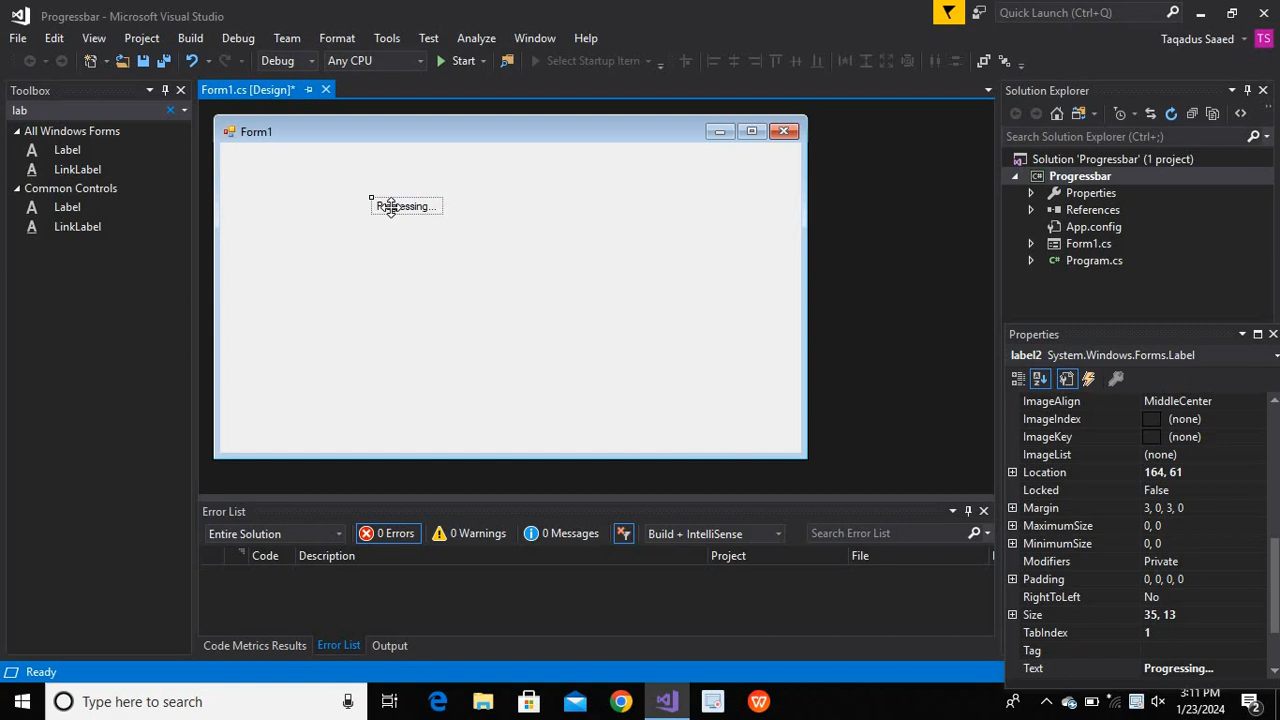 Progressbar - Microsoft Visual Studio
Quick Launch (Ctrl+Q)
File Edit View Project Build Debug Team Format Tools Test Analyze Window Help
Taqadus Saeed TS
Debug Any CPU Start Select Startup Item
Toolbox
lab
All Windows Forms
Label
LinkLabel
Common Controls
Label
LinkLabel
Form1.cs [Design]*
Form1
Error List
Entire Solution
0 Errors
0 Warnings
0 Messages
Build + IntelliSense
Search Error List
Code Description Project File
Code Metrics Results Error List Output
Solution Explorer
Search Solution Explorer (Ctrl+;)
Solution 'Progressbar' (1 project)
Progressbar
Properties
References
App.config
Form1.cs
Program.cs
Properties
label2 System.Windows.Forms.Label
ImageAlign MiddleCenter
ImageIndex (none)
ImageKey (none)
ImageList (none)
Location 164, 61
Locked False
Margin 3, 0, 3, 0
MaximumSize 0, 0
MinimumSize 0, 0
Modifiers Private
Padding 0, 0, 0, 0
RightToLeft No
Size 35, 13
TabIndex 1
Tag
Text Progressing...
Ready
Type here to search
3:11 PM
1/23/2024
2